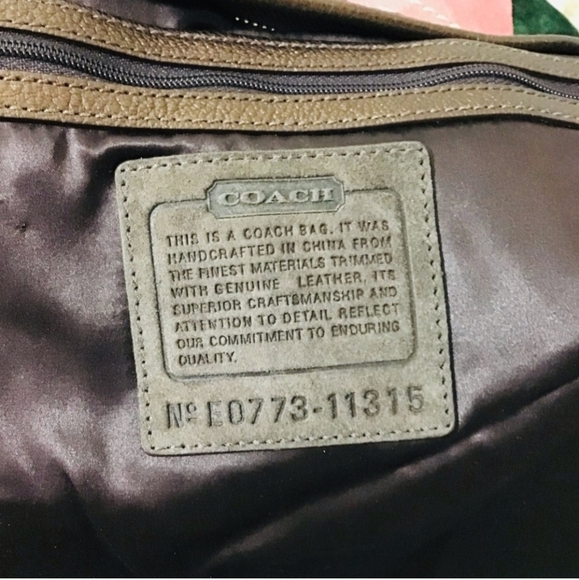 COACH
THIS IS A COACH BAG. IT WAS
HANDCRAFTED IN CHINA FROM
THE FINEST MATERIALS TRIMMED
WITH GENUINE LEATHER. ITS
SUPERIOR CRAFTSMANSHIP AND
ATTENTION TO DETAIL REFLECT
OUR COMMITMENT TO ENDURING
QUALITY.
Nº E0773-11315